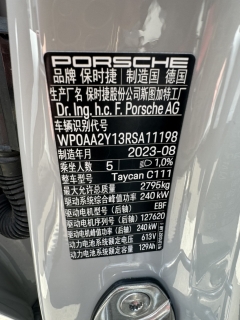 PORSCHE
品牌 保时捷 制造国 德国
生产厂名 保时捷股份公司斯图加特工厂
Dr. Ing. h.c. F. Porsche AG
车辆识别代号
WP0AA2Y13RSA11198
制造年月 2023-08
乘坐人数 5 1,0%
最大允许总质量 2795kg
驱动系统综合峰值功率 240 kW
整车型号 Taycan C111
驱动电机型号(后轴) EBF
驱动电机序列号(后轴) 127620
驱动电机峰值功率(后轴) 240 kW
动力电池系统额定电压 613 V
动力电池系统额定容量 129Ah